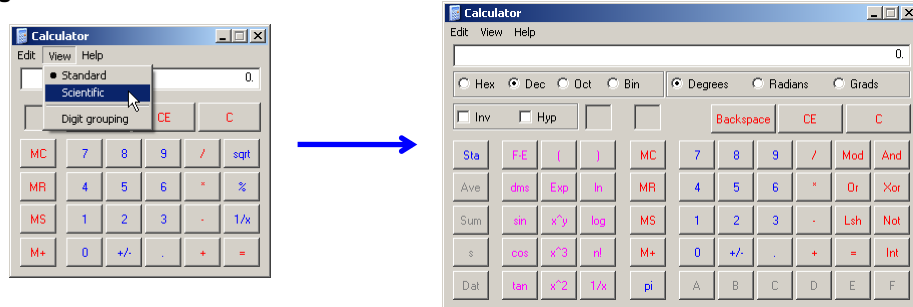 Calculator
Edit View Help
Standard
Scientific
Digit grouping
0.
CE C
MC 7 8 9 / sqrt
MR 4 5 6 * %
MS 1 2 3 - 1/x
M+ 0 +/- . + =
Calculator
Edit View Help
0.
Hex Dec Oct Bin Degrees Radians Grads
Inv Hyp Backspace CE C
Sta F-E ( ) MC 7 8 9 / Mod And
Ave dms Exp ln MR 4 5 6 * Or Xor
Sum sin x^y log MS 1 2 3 - Lsh Not
s cos x^3 n! M+ 0 +/- . + = Int
Dat tan x^2 1/x pi A B C D E F